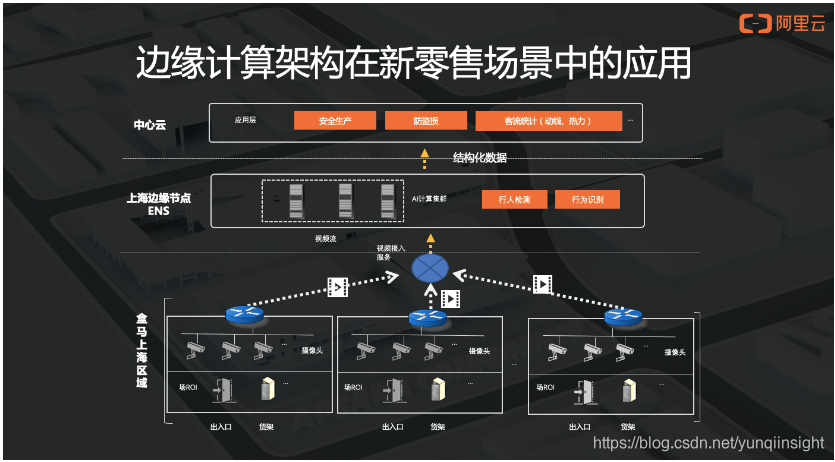 阿里云
边缘计算架构在新零售场景中的应用
中心云
应用层
安全生产
防盗损
客流统计（动线、热力）
...
结构化数据
上海边缘节点
ENS
AI计算集群
行人检测
行为识别
视频流
视频接入
服务
盒马上海区域
...
摄像头
...
摄像头
...
摄像头
...
场ROI
...
场ROI
...
场ROI
...
出入口
货架
出入口
货架
出入口
货架
https://blog.csdn.net/yunqiinsight